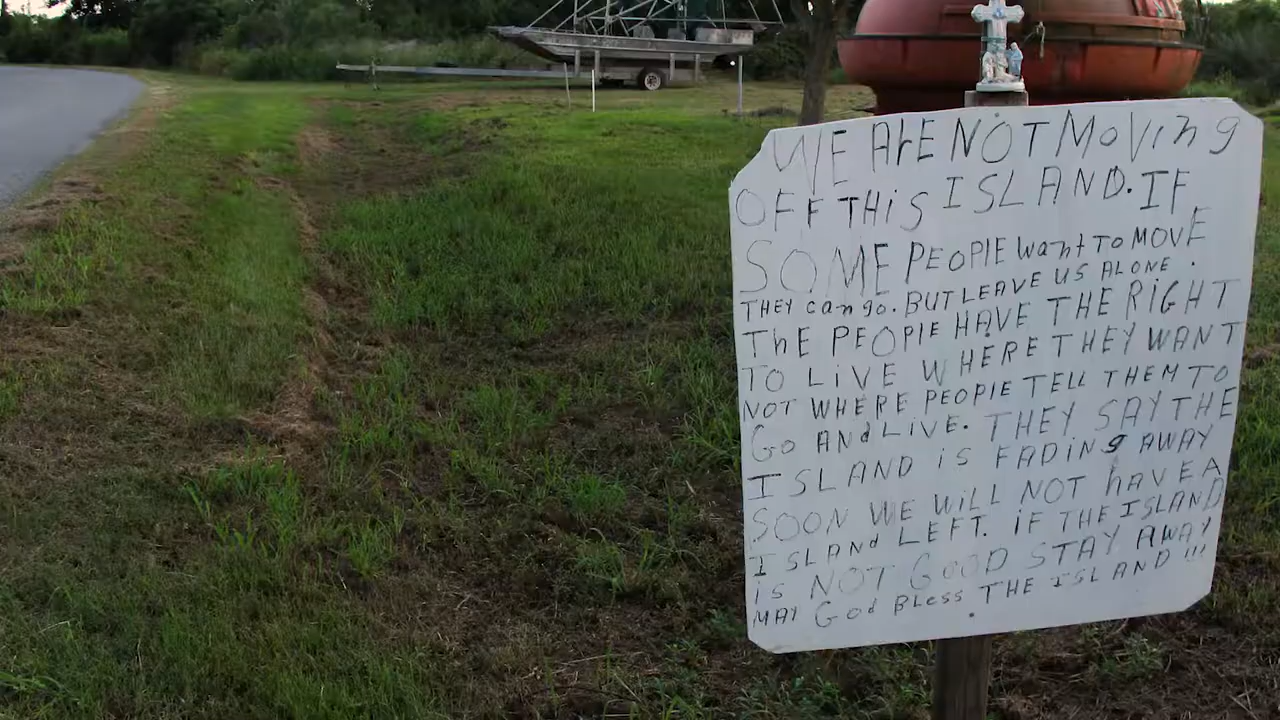 WE ArE NOT MoVing
OFF THiS ISLAND. IF
SOME PEOPLE Want TO MOVE
THEY can go. BUT LEAVE US ALONE.
ThE PEOPLE HAVE THE RiGHT
TO LiVE WHERE THEY WANT
NOT WHERE PEOPLE TELL THEM TO
Go ANd LiVE. THEY SAY THE
ISLAND iS FADiNg AWAY
SOON WE WiLL NOT hAVE A
ISLANd LEFT. iF THE ISLAND
iS NOT GOOD STAY AWAY
MAY God BLess THE ISLAND !!!